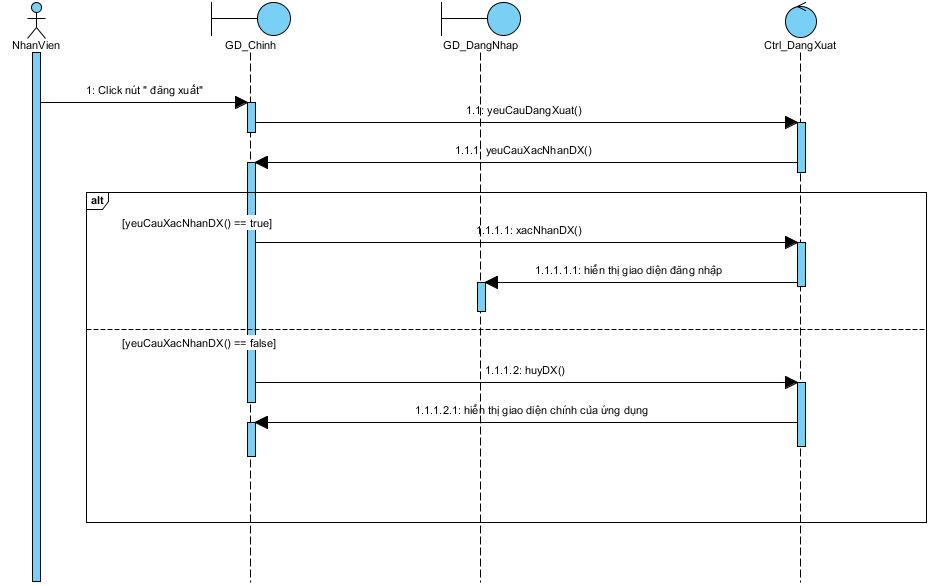 NhanVien
GD_Chinh
GD_DangNhap
Ctrl_DangXuat
1: Click nút " đăng xuất"
1.1: yeuCauDangXuat()
1.1.1: yeuCauXacNhanDX()
alt
[yeuCauXacNhanDX() == true]
1.1.1.1: xacNhanDX()
1.1.1.1.1: hiển thị giao diện đăng nhập
[yeuCauXacNhanDX() == false]
1.1.1.2: huyDX()
1.1.1.2.1: hiển thị giao diện chính của ứng dụng